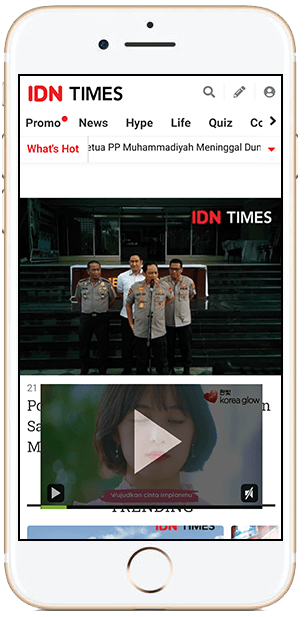 IDN TIMES
Promo News Hype Life Quiz Co
What's Hot etua PP Muhammadiyah Meninggal Dun
IDN TIMES
21
Po n
Sa
M
korea glow
Wujudkan cinta impianmu
TRENDING
IDN TIMES